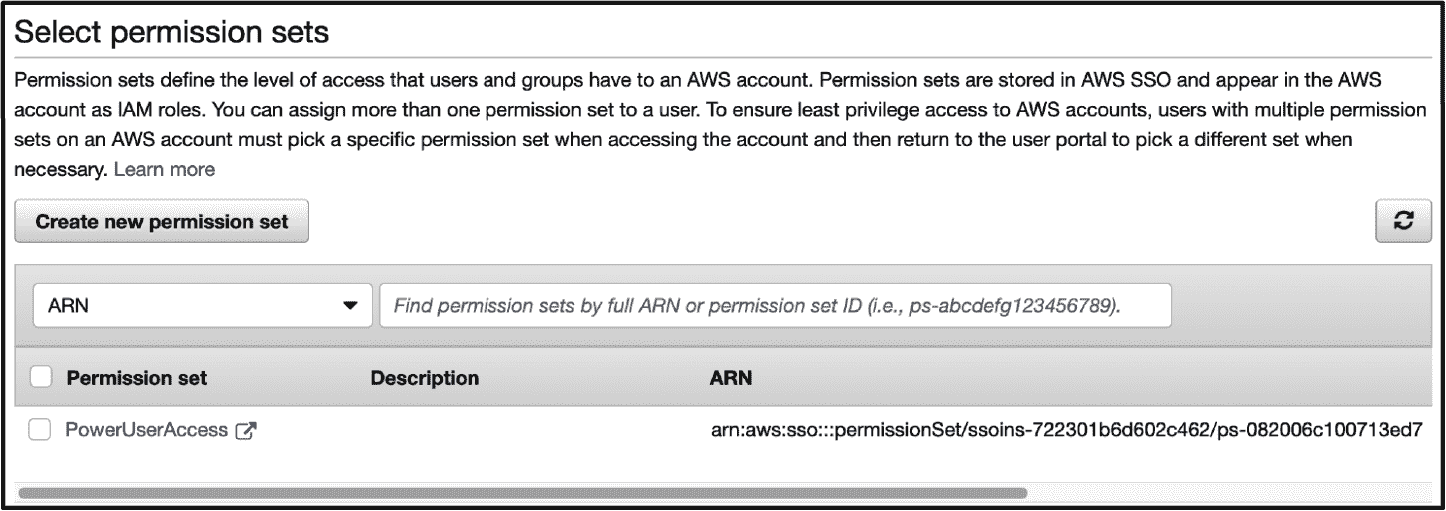 Select permission sets
Permission sets define the level of access that users and groups have to an AWS account. Permission sets are stored in AWS SSO and appear in the AWS
account as IAM roles. You can assign more than one permission set to a user. To ensure least privilege access to AWS accounts, users with multiple permission
sets on an AWS account must pick a specific permission set when accessing the account and then return to the user portal to pick a different set when
necessary. Learn more
Create new permission set
ARN Find permission sets by full ARN or permission set ID (i.e., ps-abcdefg123456789).
Permission set Description ARN
PowerUserAccess arn:aws:sso:::permissionSet/ssoins-722301b6d602c462/ps-082006c100713ed7